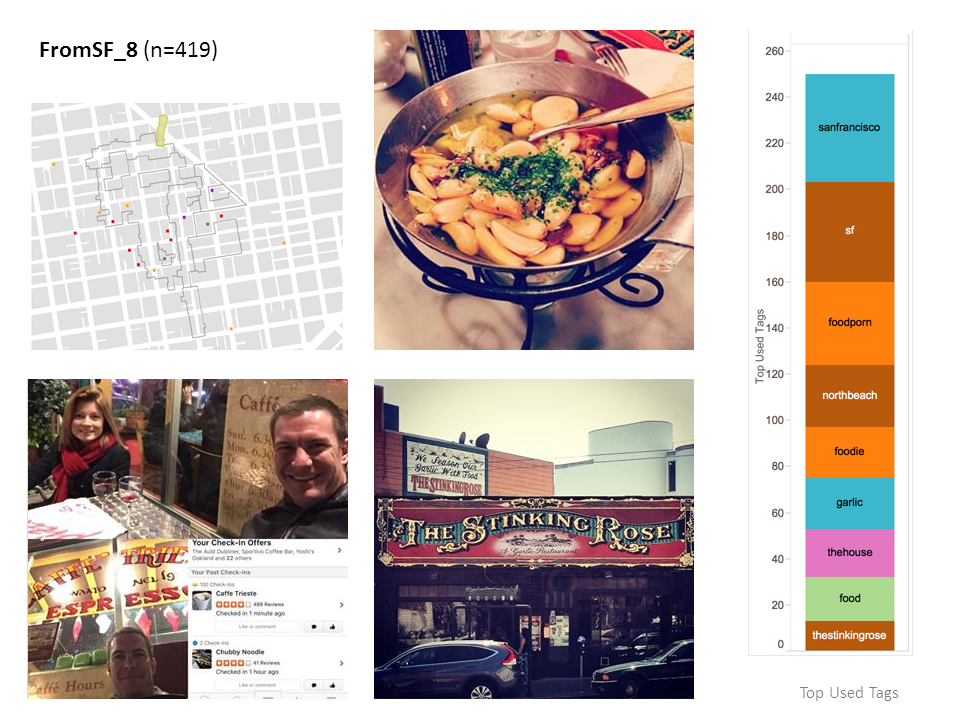 FromSF_8 (n=419)
Top Used Tags
260
240
220
200
180
160
140
120
100
80
60
40
20
0
sanfrancisco
sf
foodporn
northbeach
foodie
garlic
thehouse
food
thestinkingrose
Top Used Tags
Caffé
Sun. 6.30
Mon. 6.
Your Check-In Offers
The Auld Dubliner, Sportivo Coffee Bar, Yoshi's
Oakland and 22 others
Your Past Check-Ins
100 Check-Ins
Caffe Trieste
499 Reviews
Checked in 1 minute ago
Like or comment
2 Check-Ins
Chubby Noodle
41 Reviews
Checked in 1 hour ago
Like or comment
Caffé Hours
We Season Our
Garlic With Food
THE STINKING ROSE
THE STINKING ROSE
A Garlic Restaurant